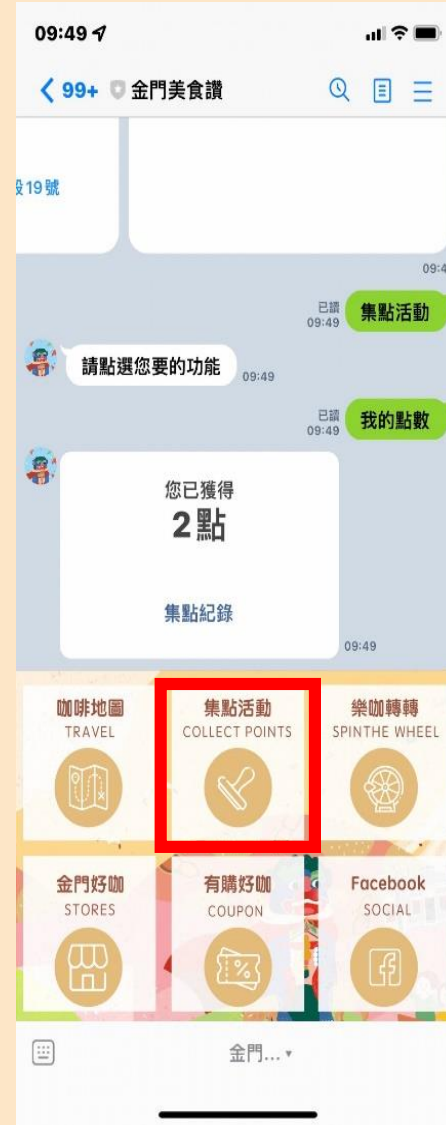 09:49
99+ 金門美食讚
段19號
09:4
已讀
09:49
集點活動
請點選您要的功能
09:49
已讀
09:49
我的點數
您已獲得
2點
集點紀錄
09:49
咖啡地圖
TRAVEL
集點活動
COLLECT POINTS
樂咖轉轉
SPINTHE WHEEL
金門好咖
STORES
有購好咖
COUPON
Facebook
SOCIAL
金門...